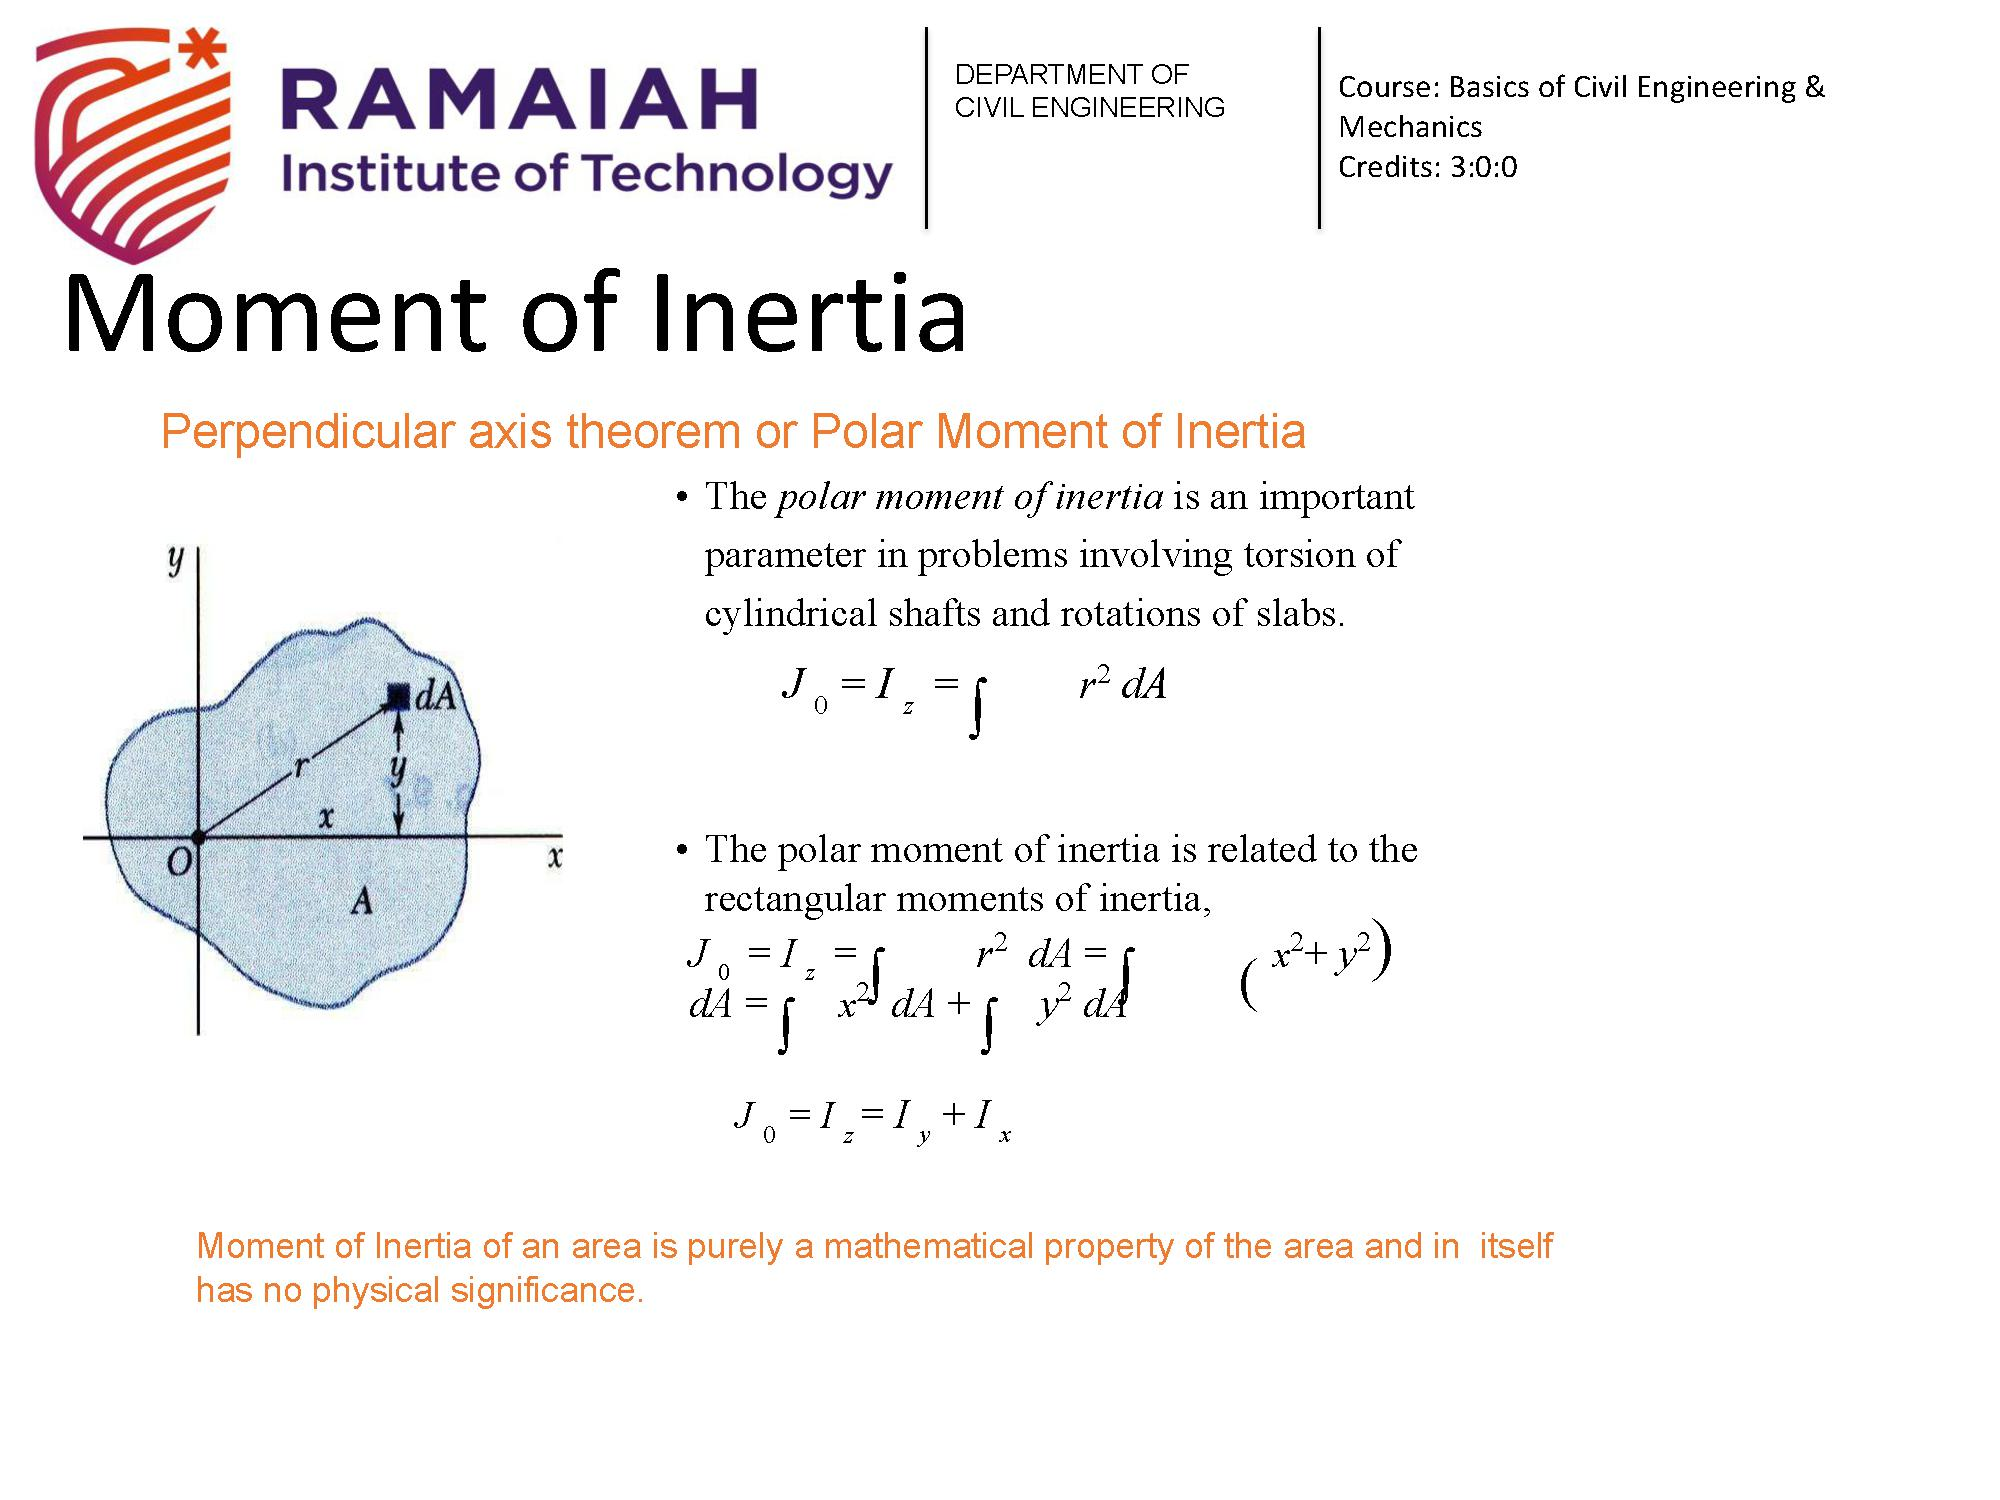 RAMAIAH
Institute of Technology
DEPARTMENT OF
CIVIL ENGINEERING
Course: Basics of Civil Engineering &
Mechanics
Credits: 3:0:0
Moment of Inertia
Perpendicular axis theorem or Polar Moment of Inertia
• The polar moment of inertia is an important
parameter in problems involving torsion of
cylindrical shafts and rotations of slabs.
J₀ = I_z = ∫ r² dA
y
dA
r
y
x
O
x
A
• The polar moment of inertia is related to the
rectangular moments of inertia,
J₀ = I_z = ∫ r² dA = ∫ ( x² + y² )
dA = ∫ x² dA + ∫ y² dA
J₀ = I_z = I_y + I_x
Moment of Inertia of an area is purely a mathematical property of the area and in itself
has no physical significance.